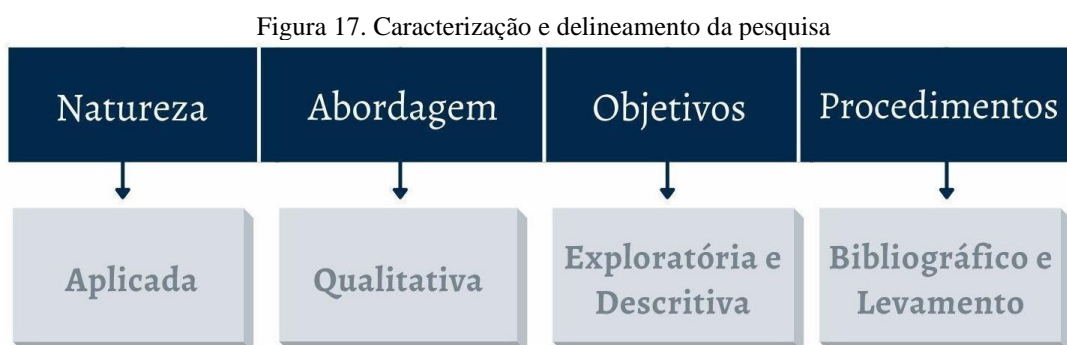 Figura 17. Caracterização e delineamento da pesquisa
Natureza
Abordagem
Objetivos
Procedimentos
Aplicada
Qualitativa
Exploratória e
Descritiva
Bibliográfico e
Levamento